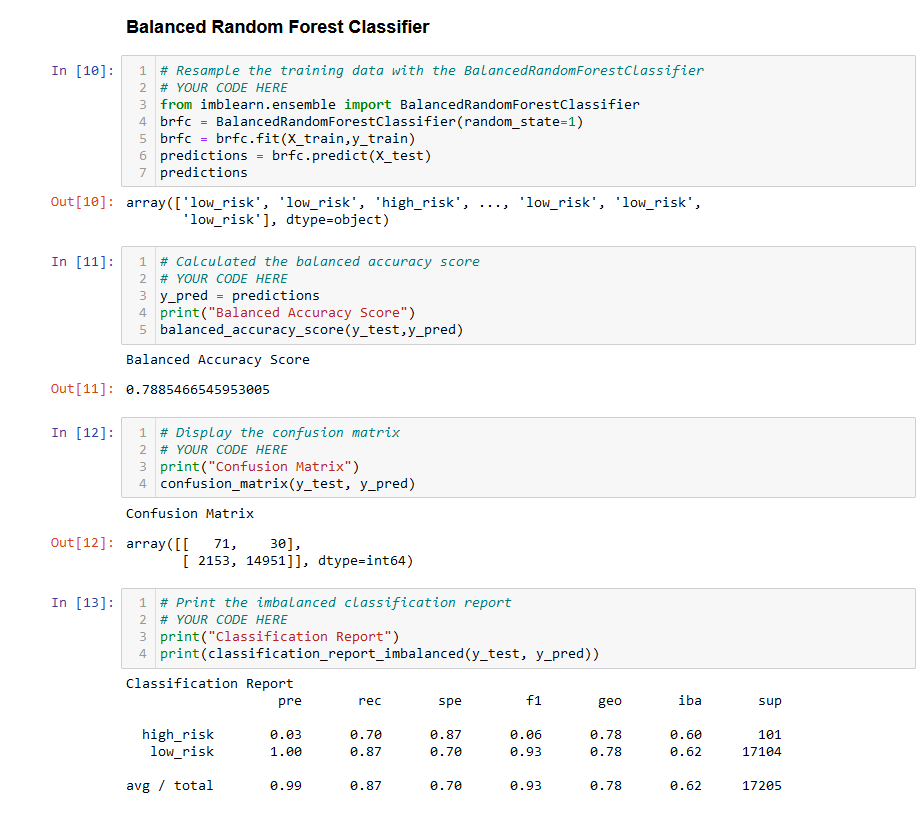 Balanced Random Forest Classifier
In [10]:
1 # Resample the training data with the BalancedRandomForestClassifier
2 # YOUR CODE HERE
3 from imblearn.ensemble import BalancedRandomForestClassifier
4 brfc = BalancedRandomForestClassifier(random_state=1)
5 brfc = brfc.fit(X_train,y_train)
6 predictions = brfc.predict(X_test)
7 predictions
Out[10]: array(['low_risk', 'low_risk', 'high_risk', ..., 'low_risk', 'low_risk',
'low_risk'], dtype=object)
In [11]:
1 # Calculated the balanced accuracy score
2 # YOUR CODE HERE
3 y_pred = predictions
4 print("Balanced Accuracy Score")
5 balanced_accuracy_score(y_test,y_pred)
Balanced Accuracy Score
Out[11]: 0.7885466545953005
In [12]:
1 # Display the confusion matrix
2 # YOUR CODE HERE
3 print("Confusion Matrix")
4 confusion_matrix(y_test, y_pred)
Confusion Matrix
Out[12]: array([[ 71, 30],
[ 2153, 14951]], dtype=int64)
In [13]:
1 # Print the imbalanced classification report
2 # YOUR CODE HERE
3 print("Classification Report")
4 print(classification_report_imbalanced(y_test, y_pred))
Classification Report
pre rec spe f1 geo iba sup
high_risk 0.03 0.70 0.87 0.06 0.78 0.60 101
low_risk 1.00 0.87 0.70 0.93 0.78 0.62 17104
avg / total 0.99 0.87 0.70 0.93 0.78 0.62 17205